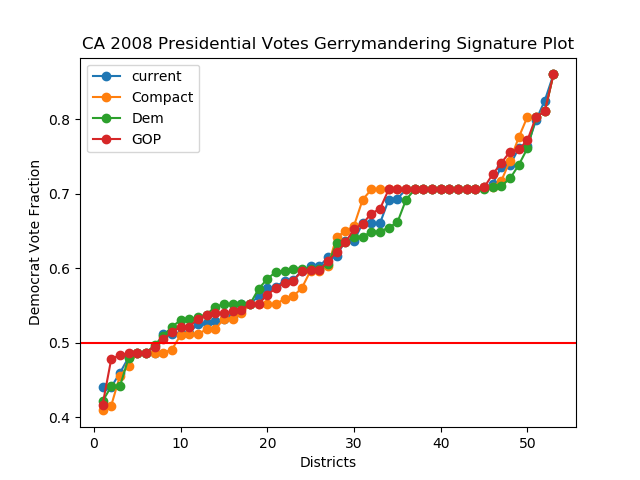 CA 2008 Presidential Votes Gerrymandering Signature Plot
current
Compact
Dem
GOP
Democrat Vote Fraction
0.8
0.7
0.6
0.5
0.4
0 10 20 30 40 50
Districts